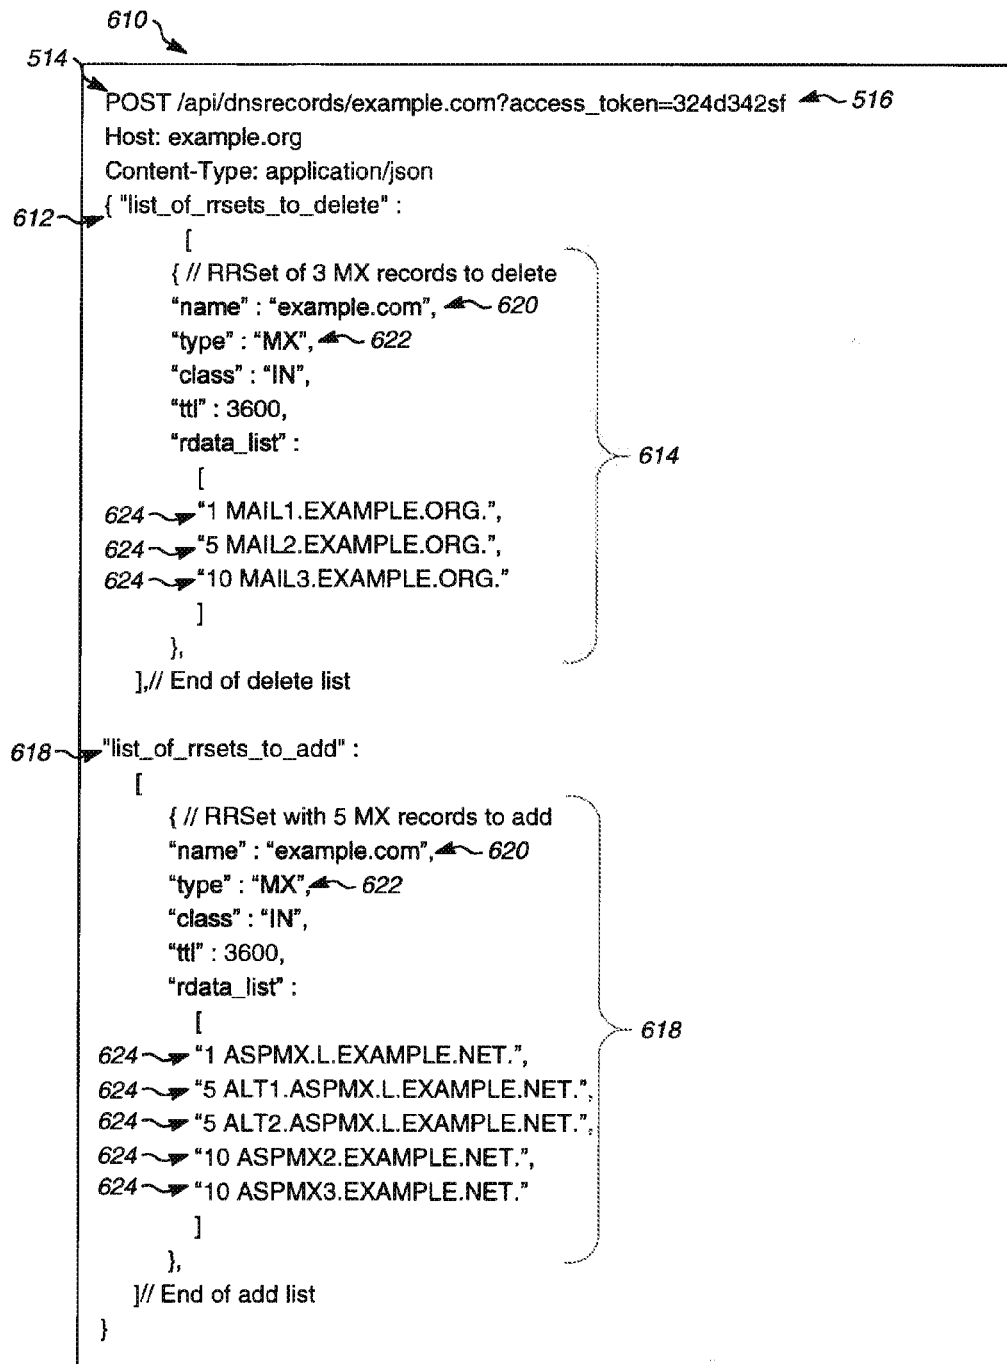 610
514
POST /api/dnsrecords/example.com?access_token=324d342sf 516
Host: example.org
Content-Type: application/json
612 { "list_of_rrsets_to_delete" :
[
{ // RRSet of 3 MX records to delete
“name” : “example.com”, 620
“type” : “MX”, 622
“class” : “IN”,
“ttl” : 3600,
“rdata_list” :
614
[
624 “1 MAIL1.EXAMPLE.ORG.”,
624 “5 MAIL2.EXAMPLE.ORG.”,
624 “10 MAIL3.EXAMPLE.ORG.”
]
},
],// End of delete list
618 "list_of_rrsets_to_add" :
[
{ // RRSet with 5 MX records to add
“name” : “example.com”, 620
“type” : “MX”, 622
“class” : “IN”,
“ttl” : 3600,
“rdata_list” :
[
618
624 “1 ASPMX.L.EXAMPLE.NET.”,
624 “5 ALT1.ASPMX.L.EXAMPLE.NET.”,
624 “5 ALT2.ASPMX.L.EXAMPLE.NET.”,
624 “10 ASPMX2.EXAMPLE.NET.”,
624 “10 ASPMX3.EXAMPLE.NET.”
]
},
]// End of add list
}